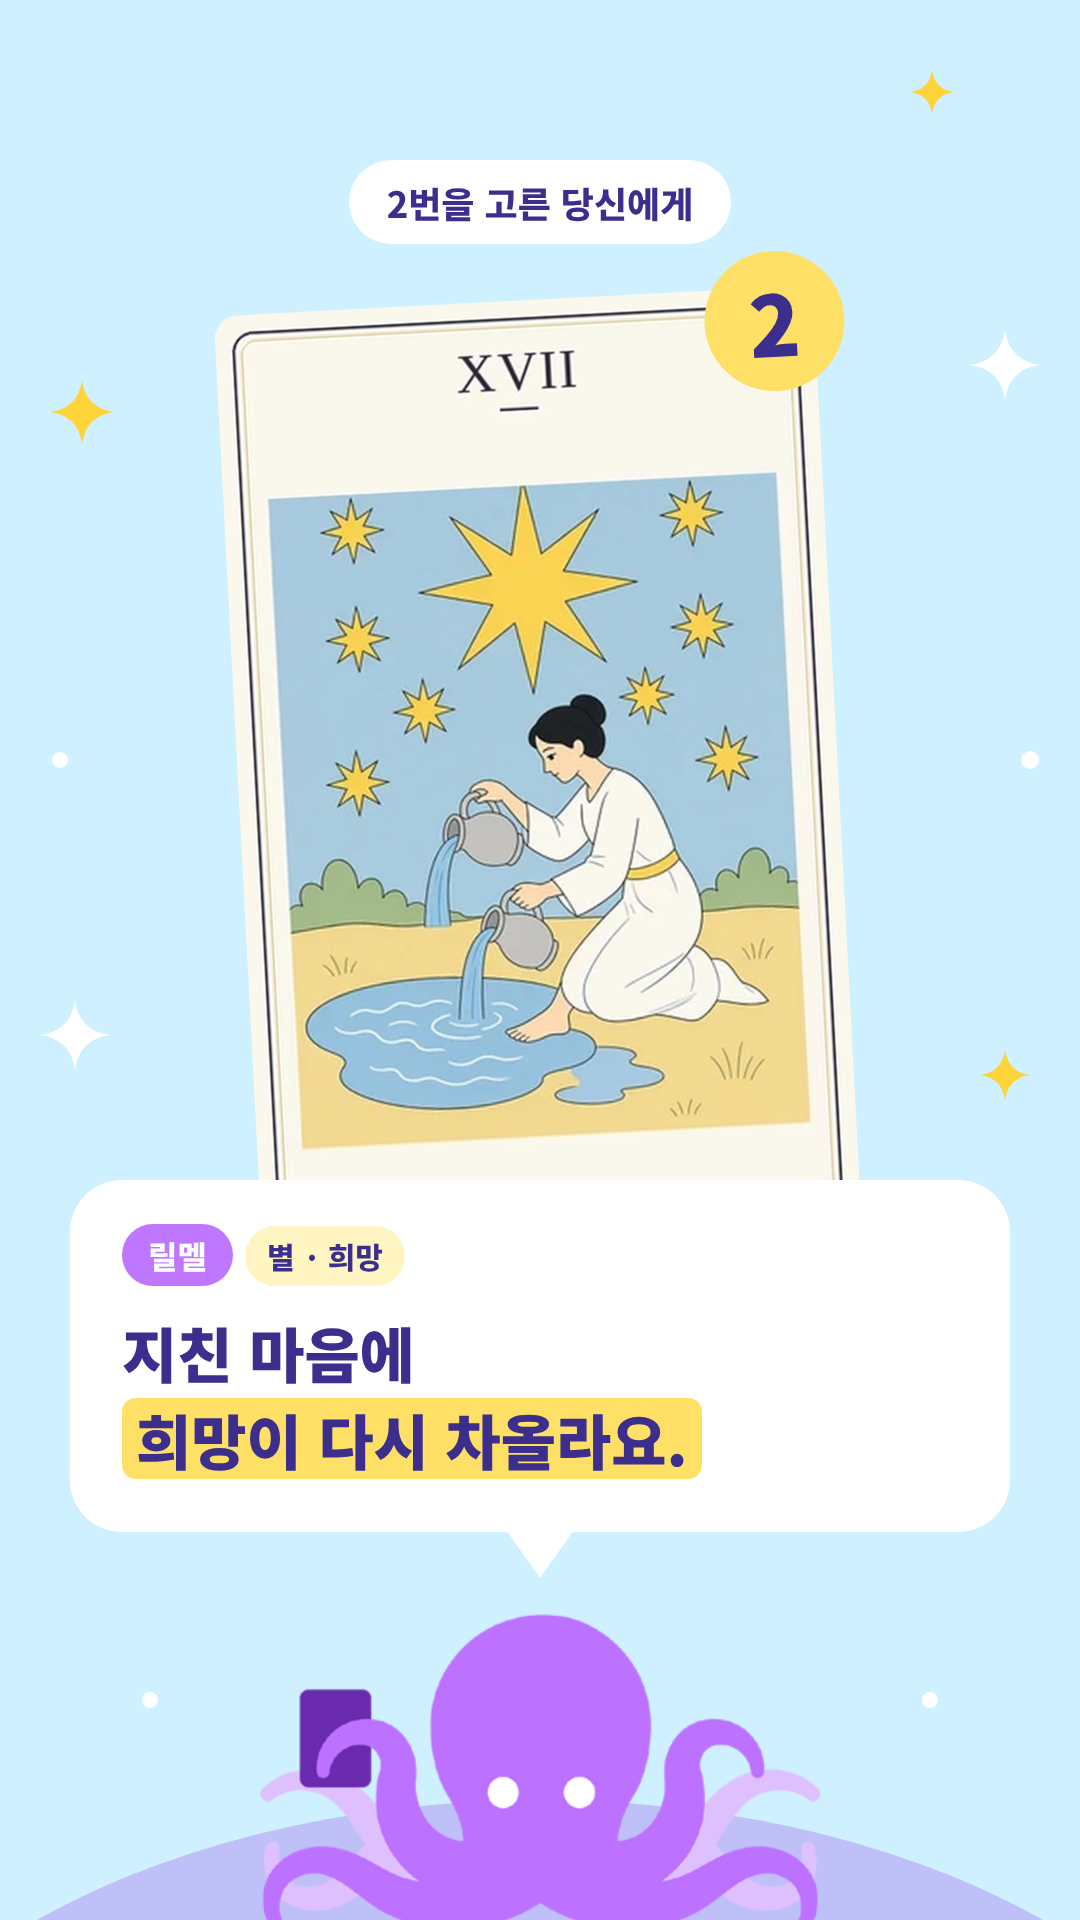 2번을 고른 당신에게
2
XVII
릴멜
별 · 희망
지친 마음에
희망이 다시 차올라요.